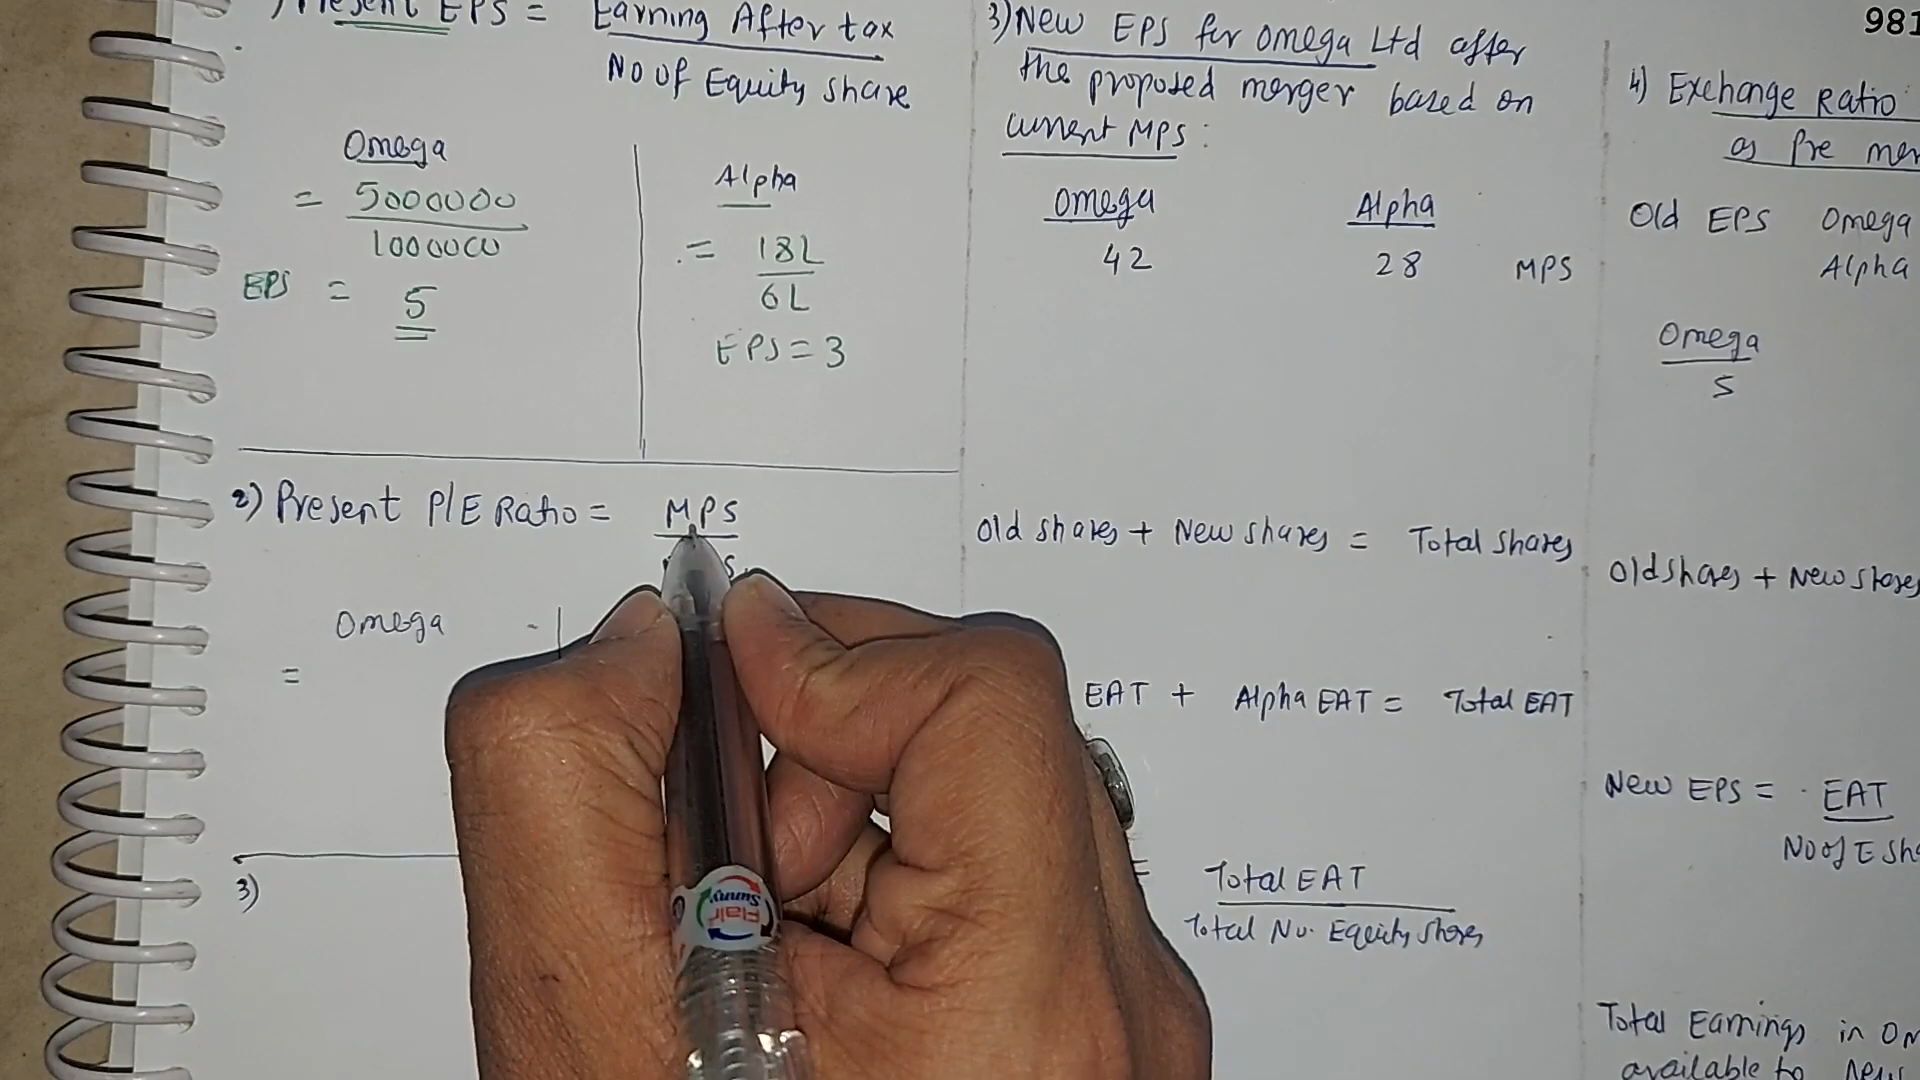 Present EPS = Earning After tax
No of Equity share
Omega
= 5000000
1000000
EPS = 5
Alpha
= 18L
6L
EPS = 3
2) Present P/E Ratio = MPS
S
Omega
=
3)
3) New EPS for Omega Ltd after
the proposed merger based on
current MPS :
Omega Alpha
42 28 MPS
Old shares + New shares = Total shares
EAT + Alpha EAT = Total EAT
= Total EAT
Total No. Equity shares
981
4) Exchange Ratio
as Pre mer
Old EPS Omega
Alpha
Omega
5
Old shares + New shares
New EPS = EAT
No of E Sha
Total Earnings in Om
available to New
Flair
Sunny